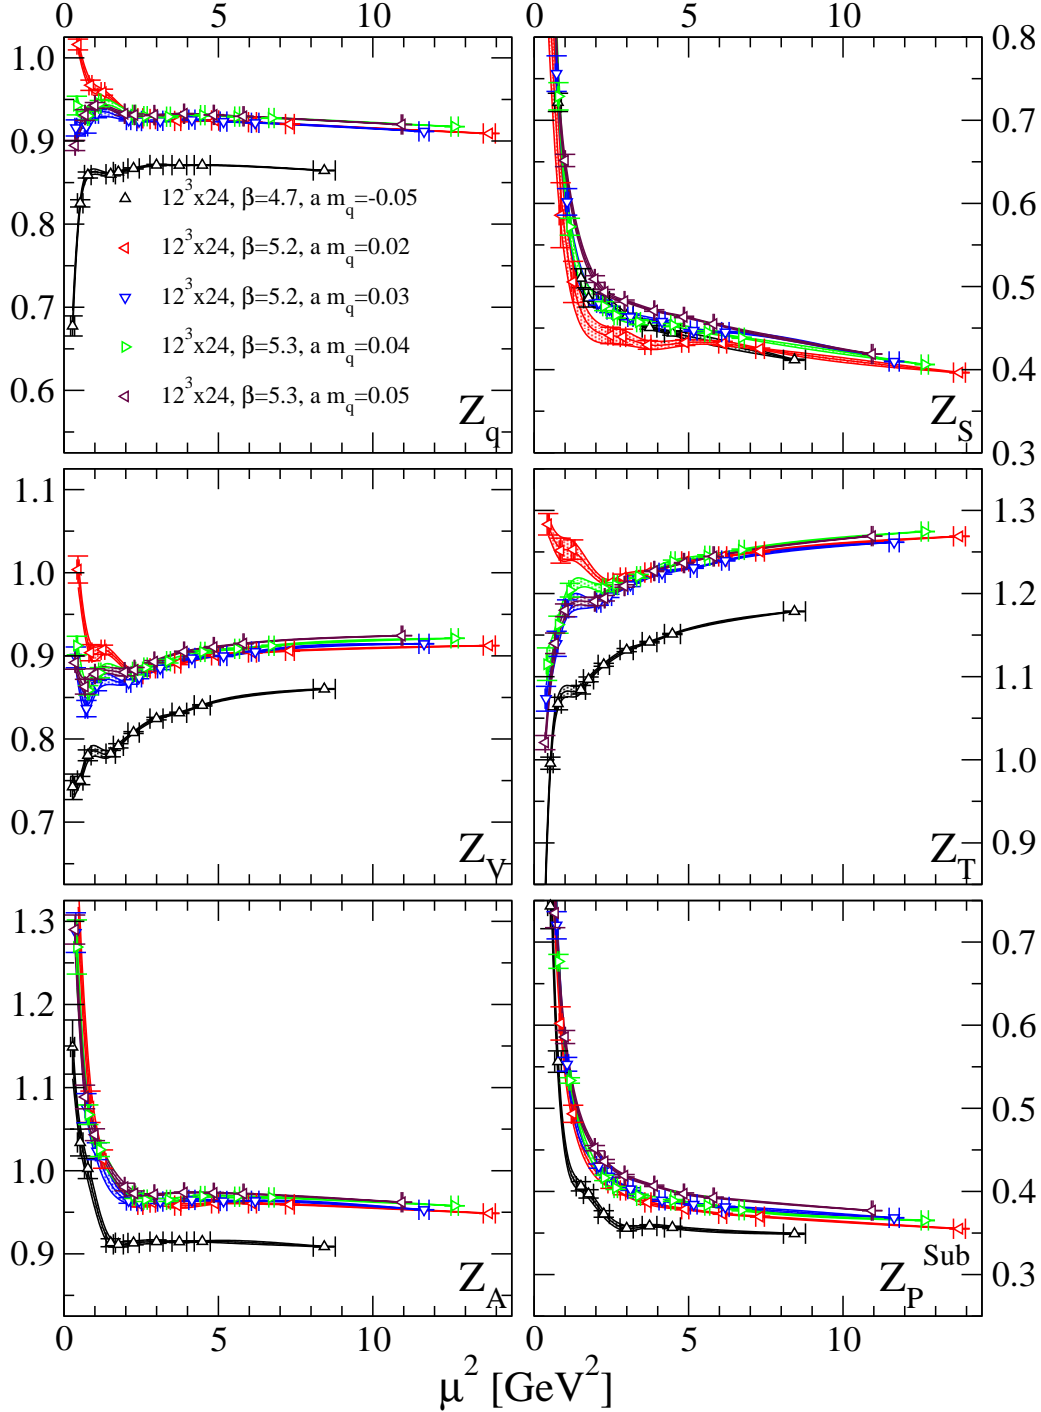 0 5 10 0 5 10
1.0
0.9
0.8
0.7
0.6
12³x24, β=4.7, a m_q=-0.05
12³x24, β=5.2, a m_q=0.02
12³x24, β=5.2, a m_q=0.03
12³x24, β=5.3, a m_q=0.04
12³x24, β=5.3, a m_q=0.05
Z_q
0.8
0.7
0.6
0.5
0.4
0.3
Z_S
1.1
1.0
0.9
0.8
0.7
Z_V
1.3
1.2
1.1
1.0
0.9
Z_T
1.3
1.2
1.1
1.0
0.9
Z_A
0.7
0.6
0.5
0.4
0.3
Z_P^Sub
0 5 10 0 5 10
μ² [GeV²]